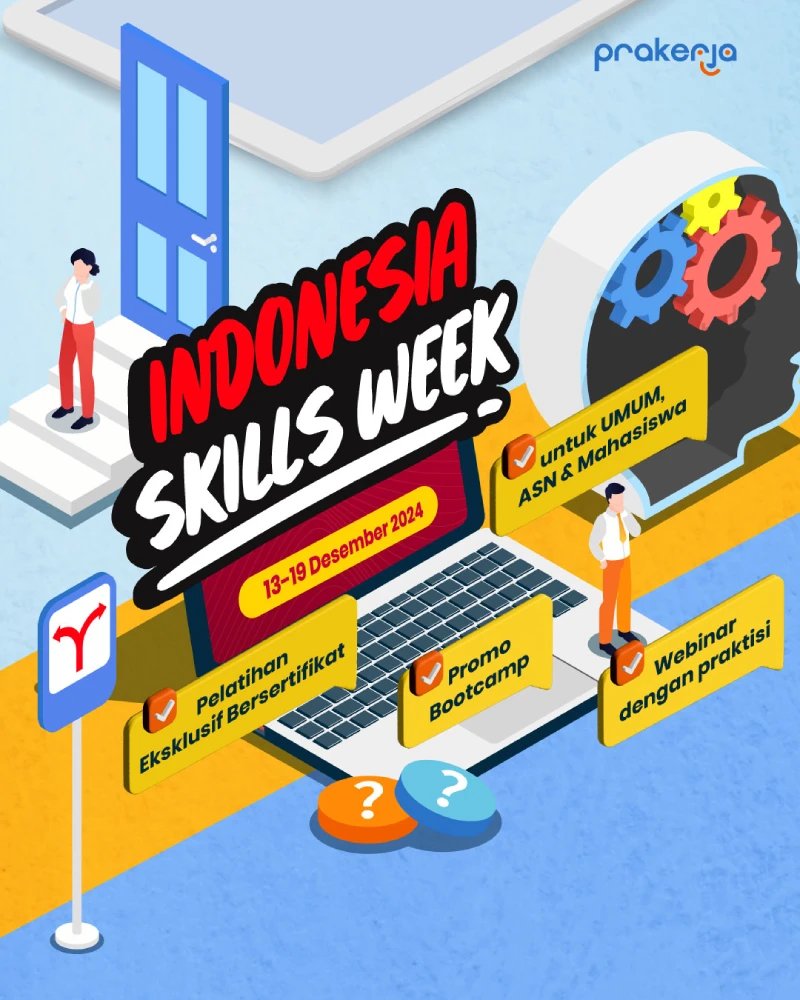 prakerja
INDONESIA
SKILLS WEEK
13-19 Desember 2024
untuk UMUM,
ASN & Mahasiswa
Pelatihan
Eksklusif Bersertifikat
Promo
Bootcamp
Webinar
dengan praktisi
?
?